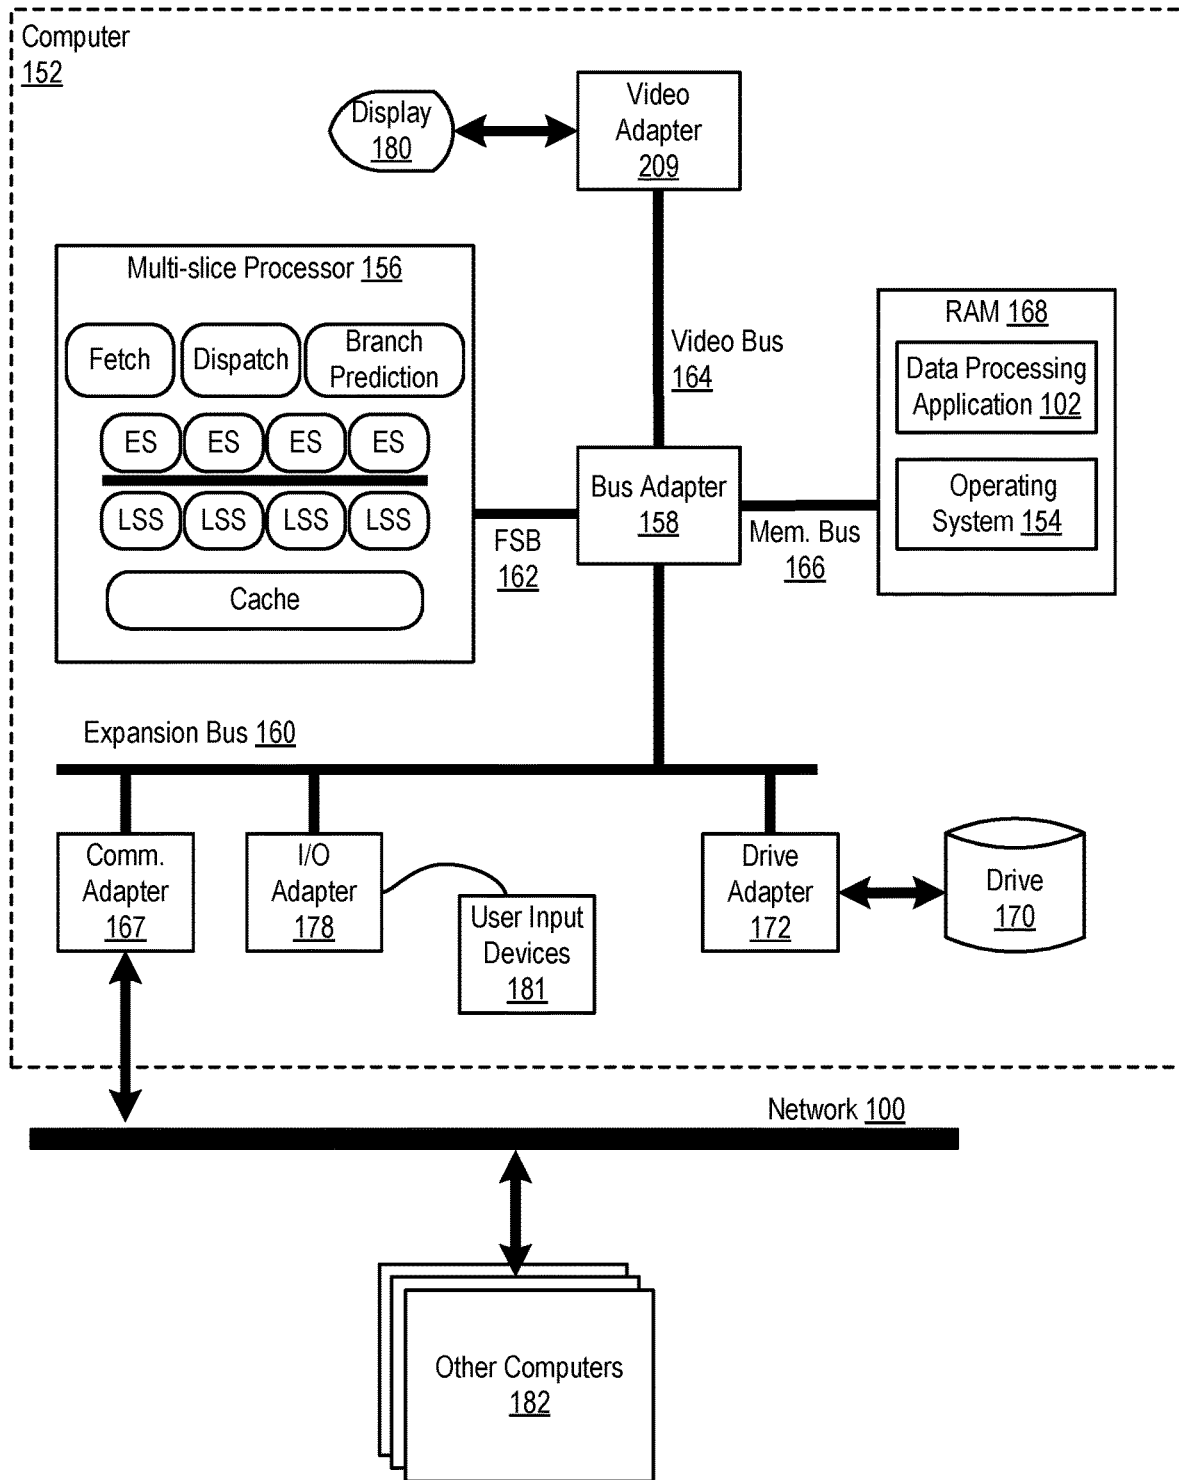 Computer
152
Display
180
Video
Adapter
209
Multi-slice Processor 156
Fetch
Dispatch
Branch
Prediction
ES
ES
ES
ES
LSS
LSS
LSS
LSS
Cache
Video Bus
164
RAM 168
Data Processing
Application 102
Operating
System 154
Bus Adapter
158
FSB
162
Mem. Bus
166
Expansion Bus 160
Comm.
Adapter
167
I/O
Adapter
178
User Input
Devices
181
Drive
Adapter
172
Drive
170
Network 100
Other Computers
182